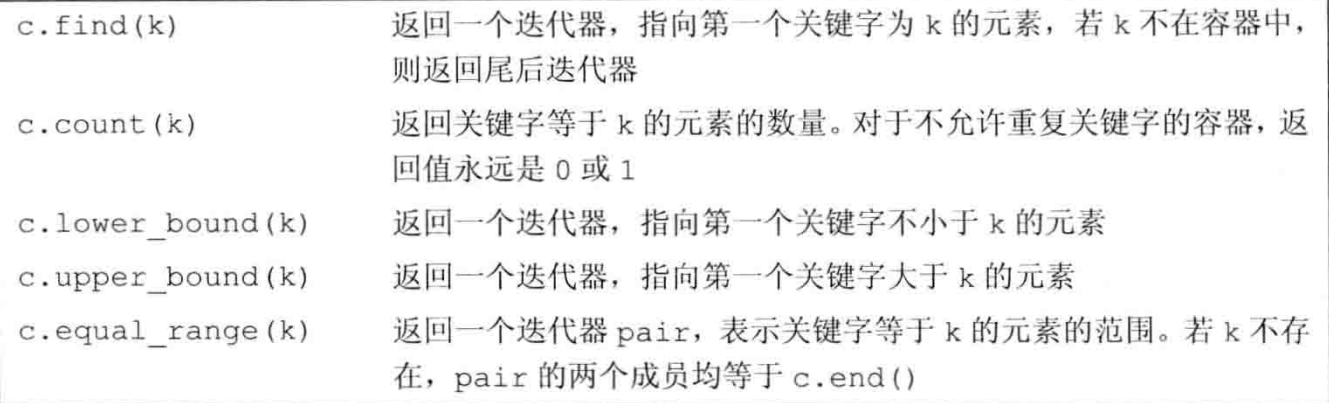 c.find(k) 返回一个迭代器，指向第一个关键字为 k 的元素，若 k 不在容器中，
则返回尾后迭代器
c.count(k) 返回关键字等于 k 的元素的数量。对于不允许重复关键字的容器，返
回值永远是 0 或 1
c.lower_bound(k) 返回一个迭代器，指向第一个关键字不小于 k 的元素
c.upper_bound(k) 返回一个迭代器，指向第一个关键字大于 k 的元素
c.equal_range(k) 返回一个迭代器 pair，表示关键字等于 k 的元素的范围。若 k 不存
在，pair 的两个成员均等于 c.end()